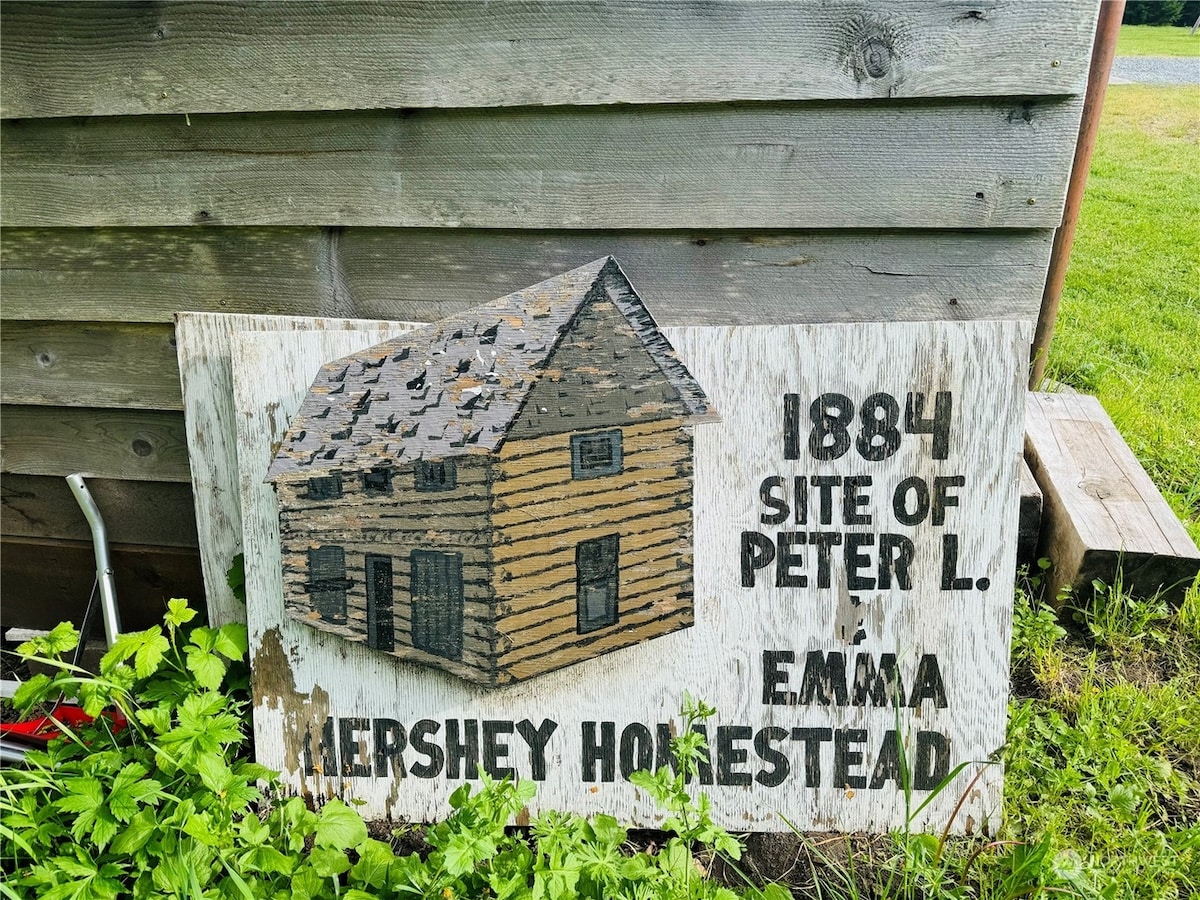 1884
SITE OF
PETER L.
&
EMMA
HERSHEY HOMESTEAD